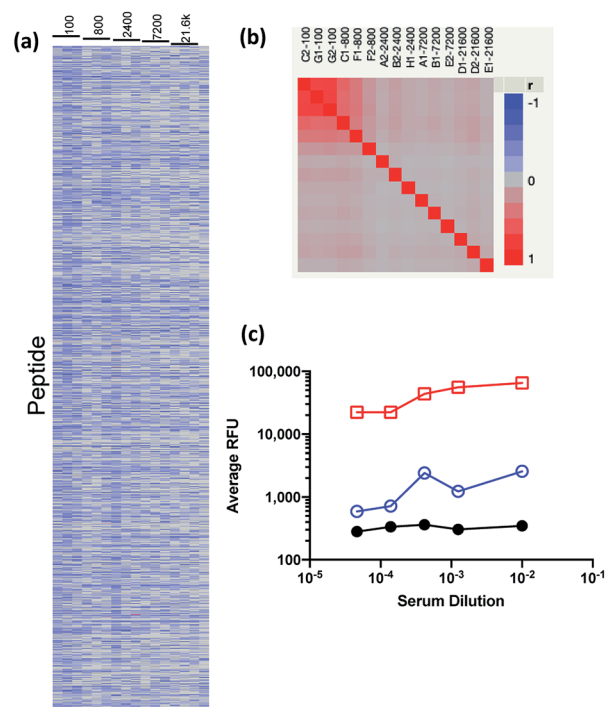 (a)
100
800
2400
7200
21.6k
Peptide
(b)
C2-100
G1-100
G2-100
C1-800
F1-800
F2-800
A2-2400
B2-2400
H1-2400
A1-7200
B1-7200
E2-7200
D1-21600
D2-21600
E1-21600
r
-1
0
1
(c)
100,000
10,000
1,000
100
Average RFU
10-5
10-4
10-3
10-2
10-1
Serum Dilution